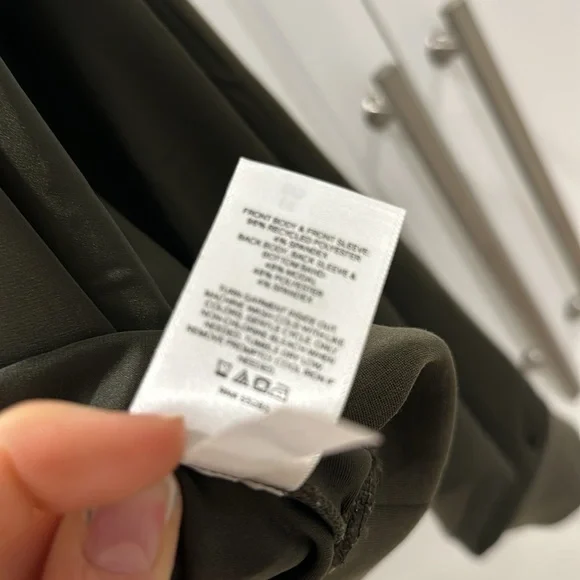 FRONT BODY & FRONT SLEEVE:
96% RECYCLED POLYESTER
4% SPANDEX
BACK BODY, BACK SLEEVE &
BOTTOM BAND:
48% MODAL
48% POLYESTER
4% SPANDEX
TURN GARMENT INSIDE OUT.
MACHINE WASH COLD WITH LIKE
COLORS, GENTLE CYCLE. ONLY
NON-CHLORINE BLEACH WHEN
NEEDED. TUMBLE DRY LOW.
REMOVE PROMPTLY. COOL IRON IF
NEEDED.
RN#